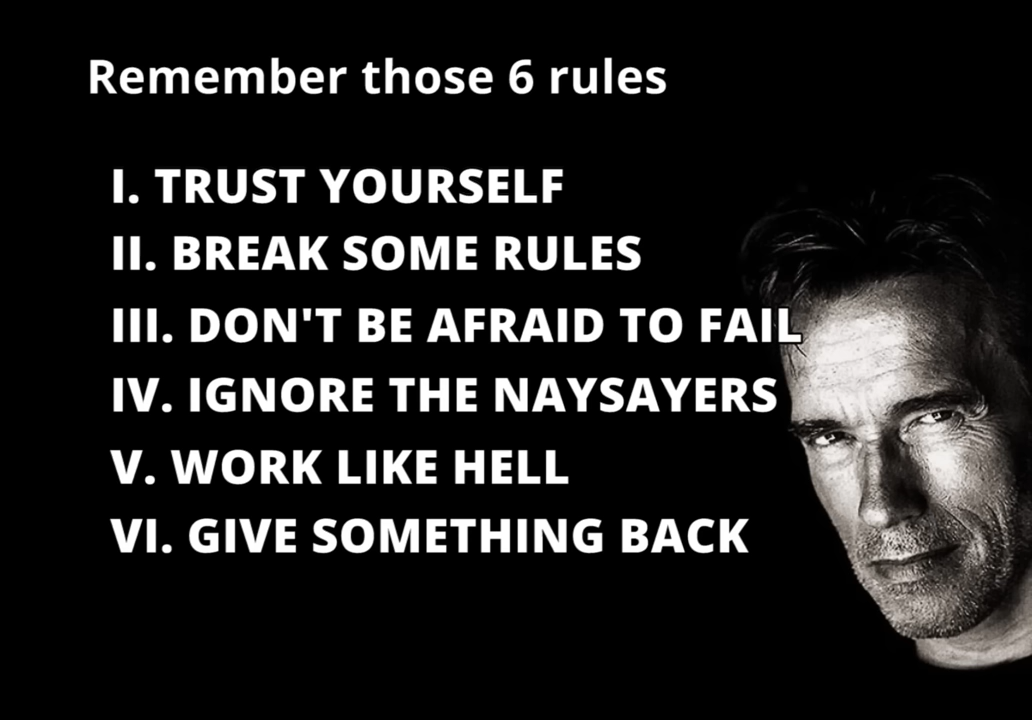 Remember those 6 rules
I. TRUST YOURSELF
II. BREAK SOME RULES
III. DON'T BE AFRAID TO FAIL
IV. IGNORE THE NAYSAYERS
V. WORK LIKE HELL
VI. GIVE SOMETHING BACK